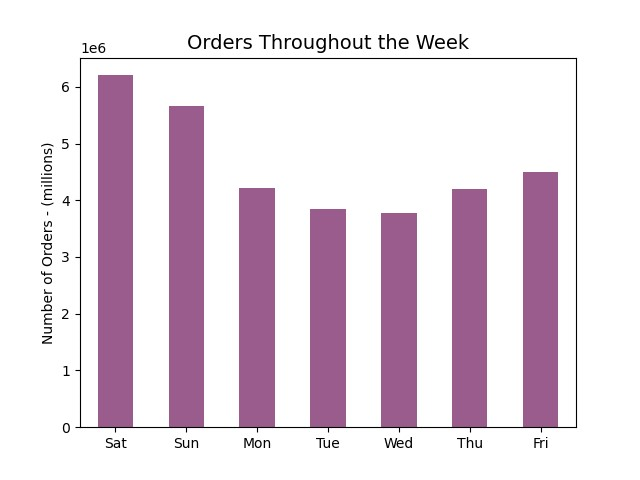 Orders Throughout the Week
1e6
Number of Orders - (millions)
6
5
4
3
2
1
0
Sat Sun Mon Tue Wed Thu Fri